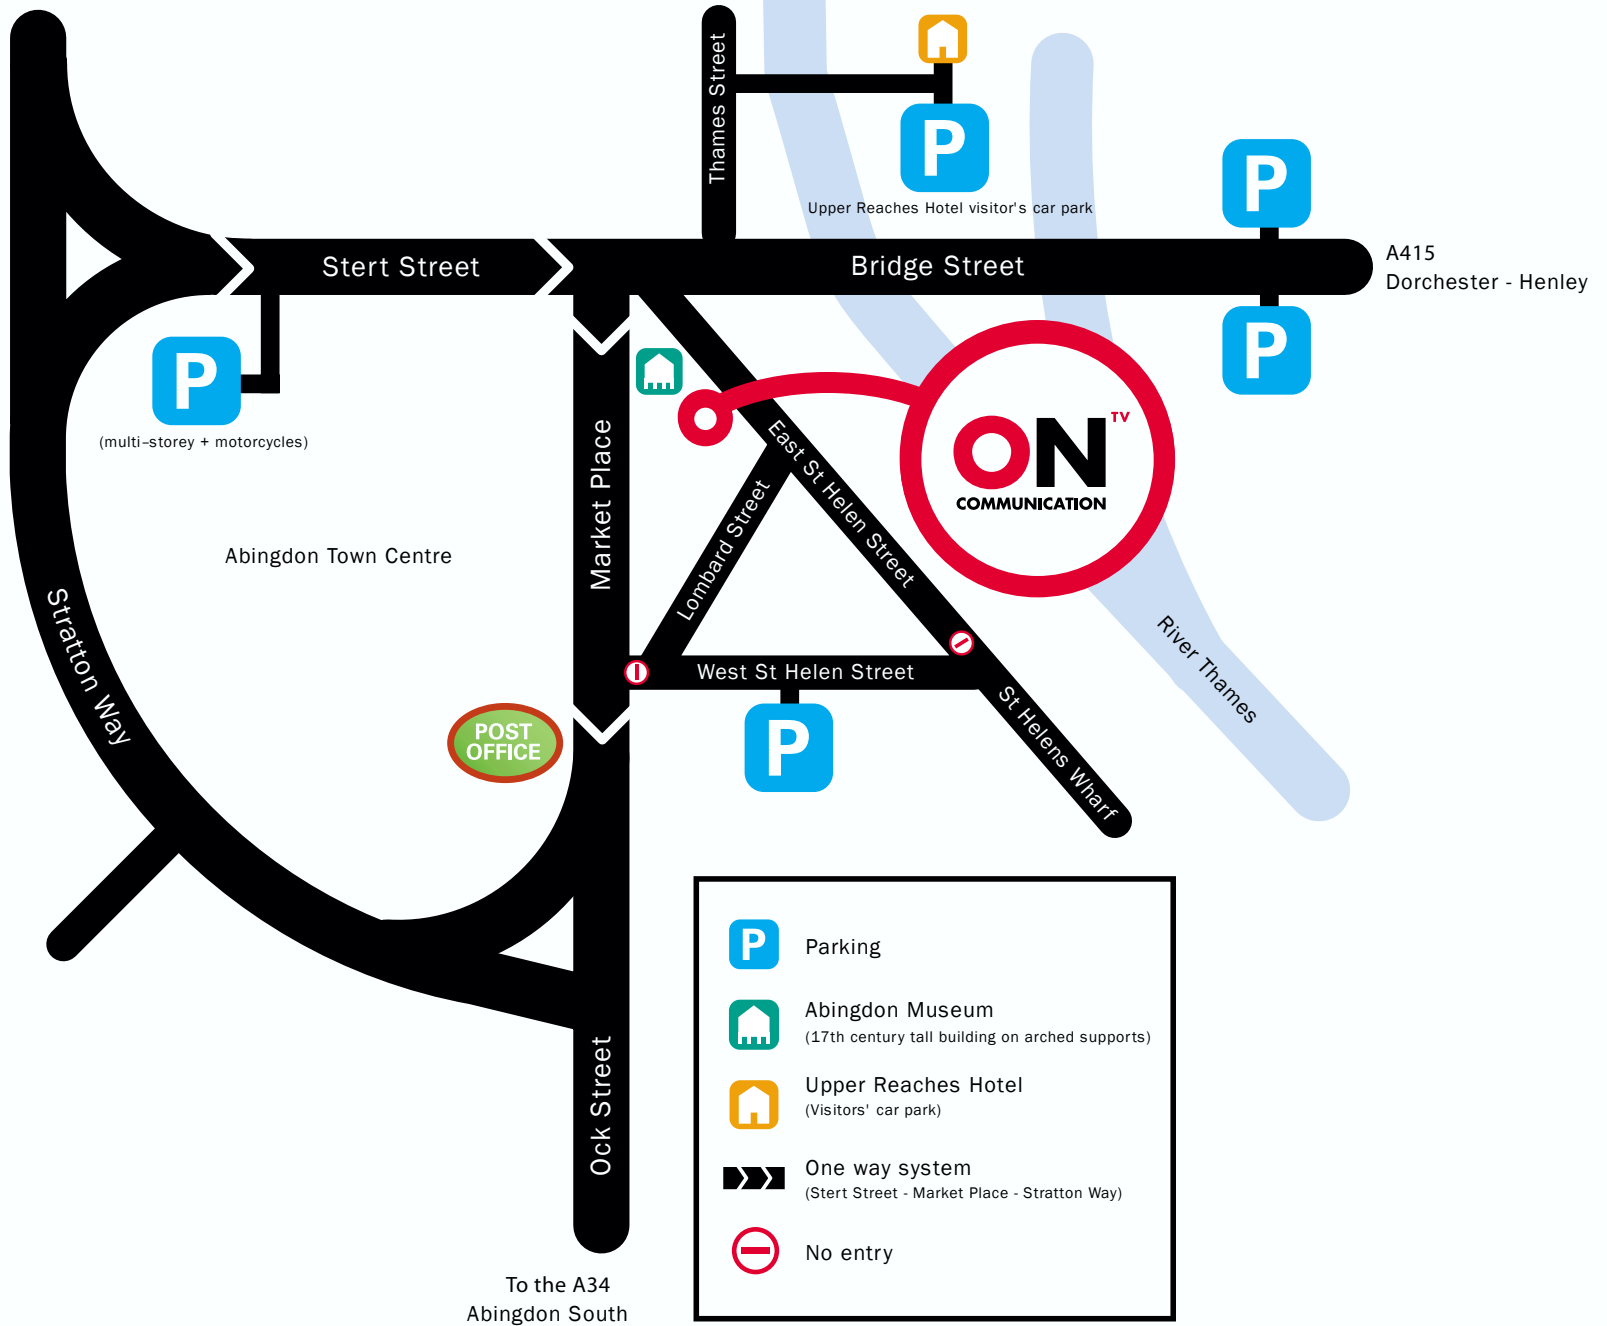 Thames Street
P
Upper Reaches Hotel visitor's car park
P
Stert Street
Bridge Street
A415
Dorchester - Henley
P
P
(multi-storey + motorcycles)
ON TV
COMMUNICATION
Market Place
East St Helen Street
Lombard Street
Abingdon Town Centre
Stratton Way
West St Helen Street
River Thames
St Helens Wharf
POST
OFFICE
P
P
Parking
Abingdon Museum
(17th century tall building on arched supports)
Upper Reaches Hotel
(Visitors' car park)
One way system
(Stert Street - Market Place - Stratton Way)
No entry
Ock Street
To the A34
Abingdon South